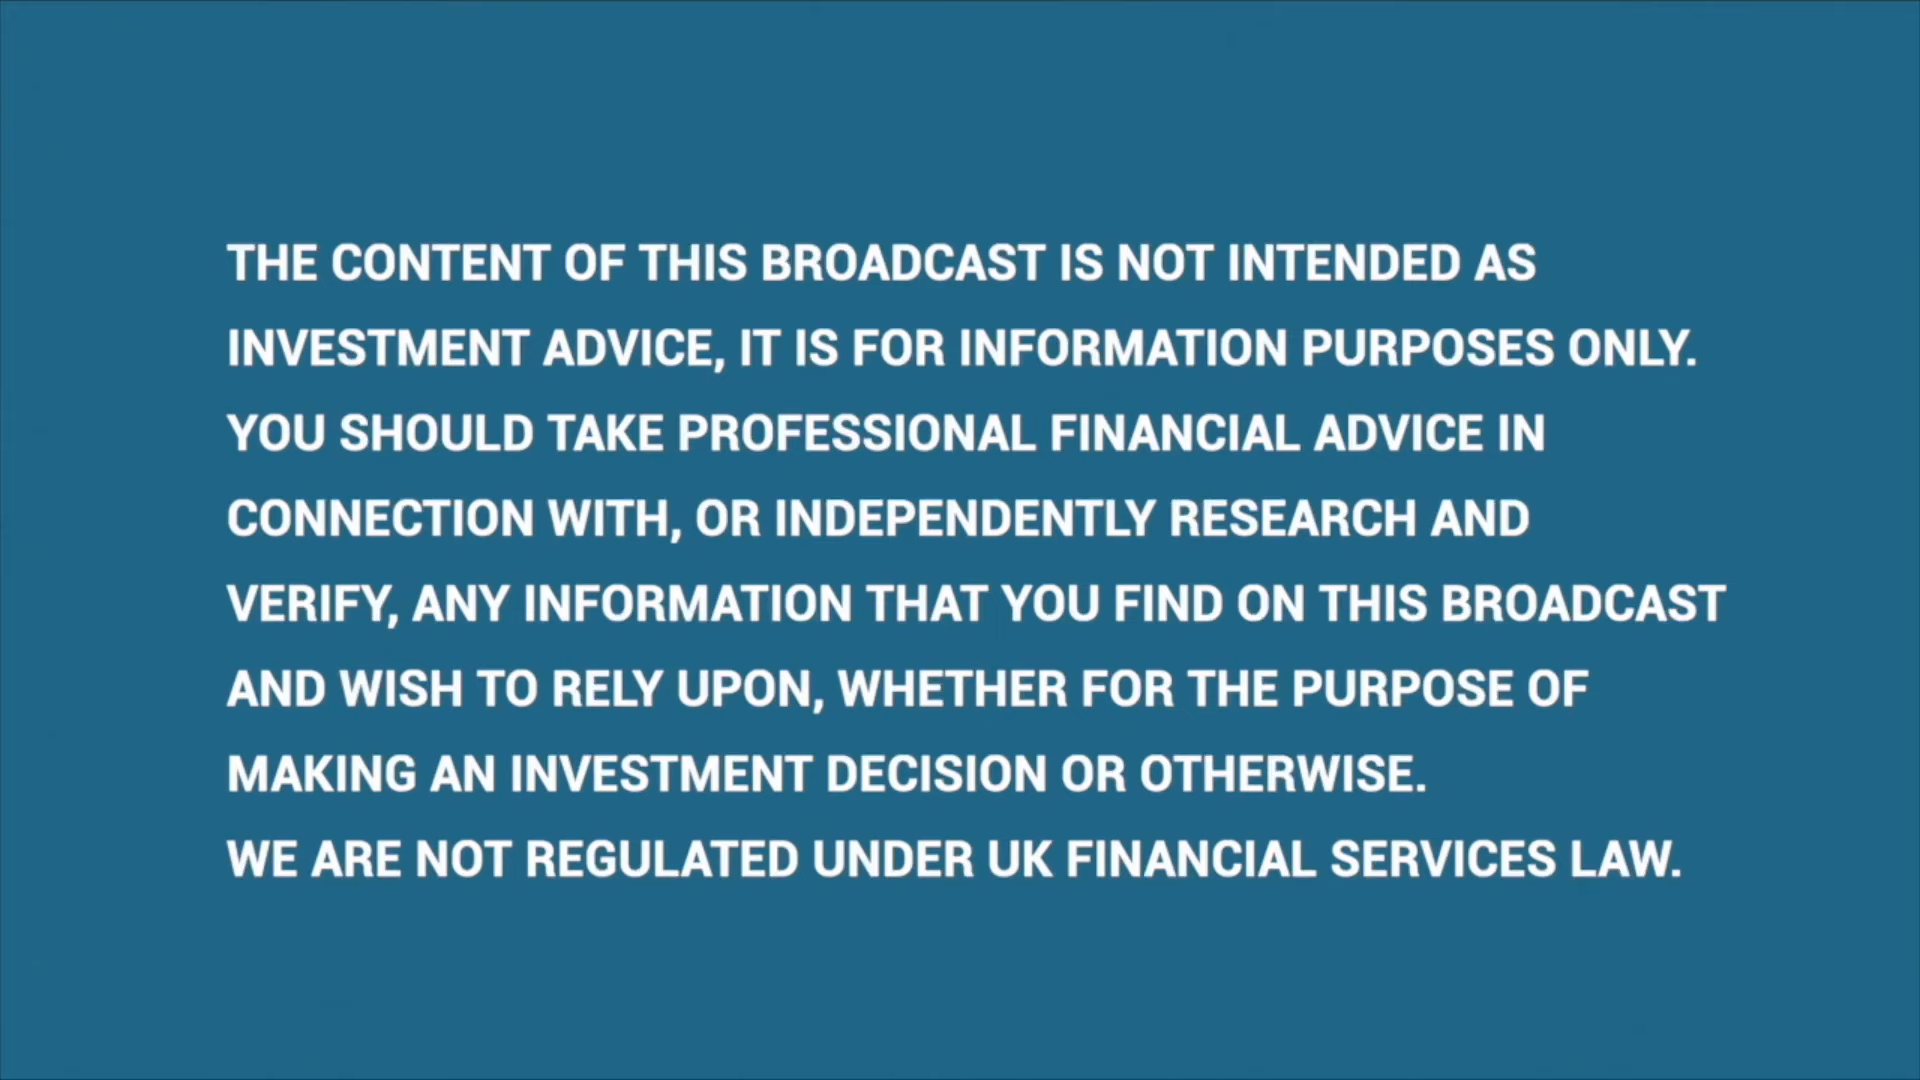 THE CONTENT OF THIS BROADCAST IS NOT INTENDED AS
INVESTMENT ADVICE, IT IS FOR INFORMATION PURPOSES ONLY.
YOU SHOULD TAKE PROFESSIONAL FINANCIAL ADVICE IN
CONNECTION WITH, OR INDEPENDENTLY RESEARCH AND
VERIFY, ANY INFORMATION THAT YOU FIND ON THIS BROADCAST
AND WISH TO RELY UPON, WHETHER FOR THE PURPOSE OF
MAKING AN INVESTMENT DECISION OR OTHERWISE.
WE ARE NOT REGULATED UNDER UK FINANCIAL SERVICES LAW.